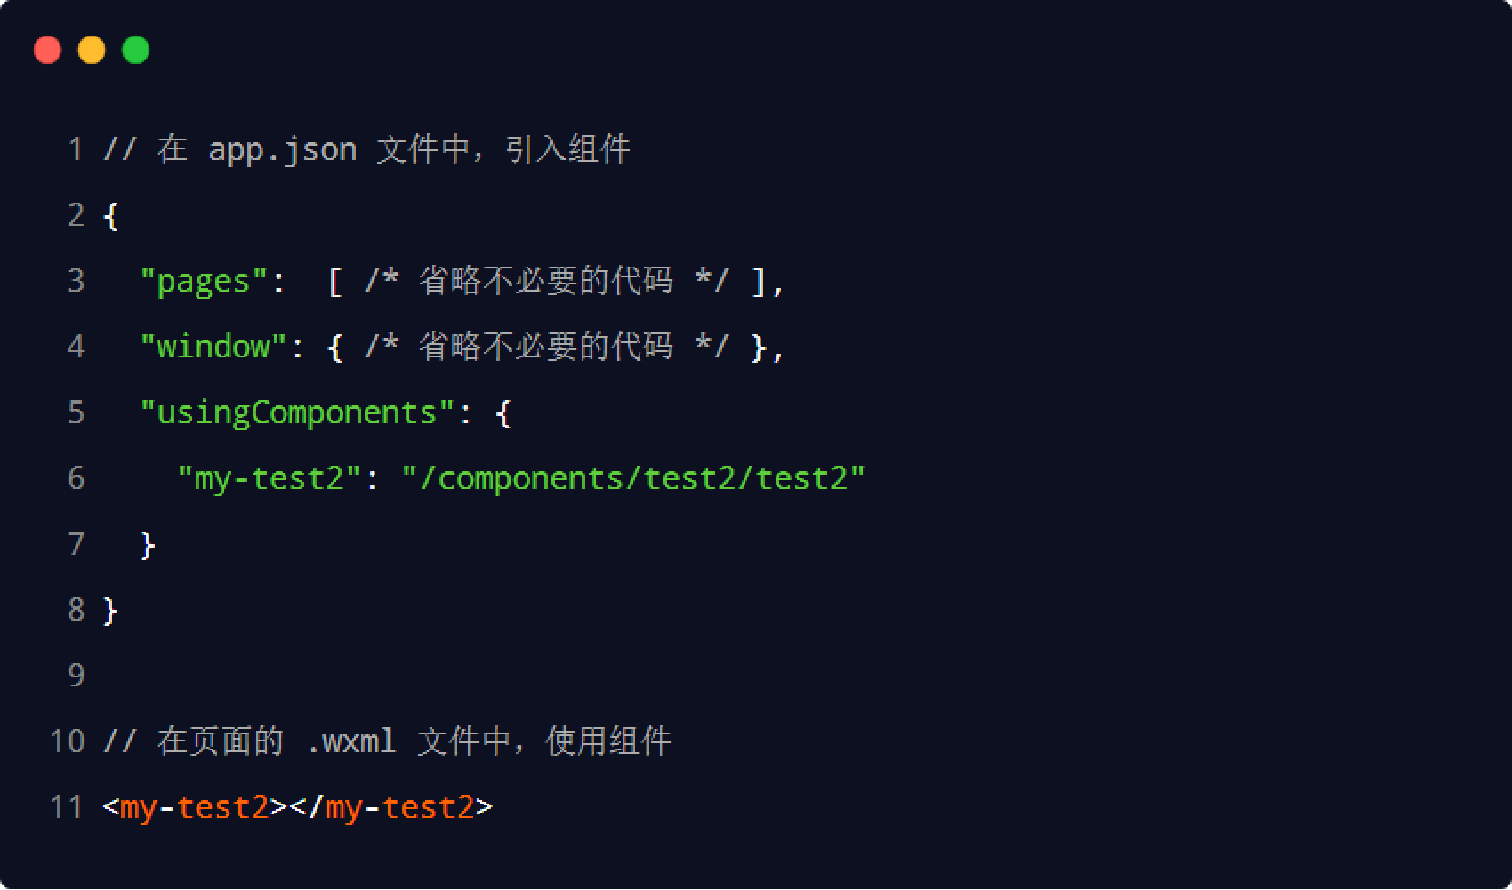 1 // 在 app.json 文件中，引入组件
2 {
3   "pages":  [ /* 省略不必要的代码 */ ],
4   "window": { /* 省略不必要的代码 */ },
5   "usingComponents": {
6     "my-test2": "/components/test2/test2"
7   }
8 }
9
10 // 在页面的 .wxml 文件中，使用组件
11 <my-test2></my-test2>